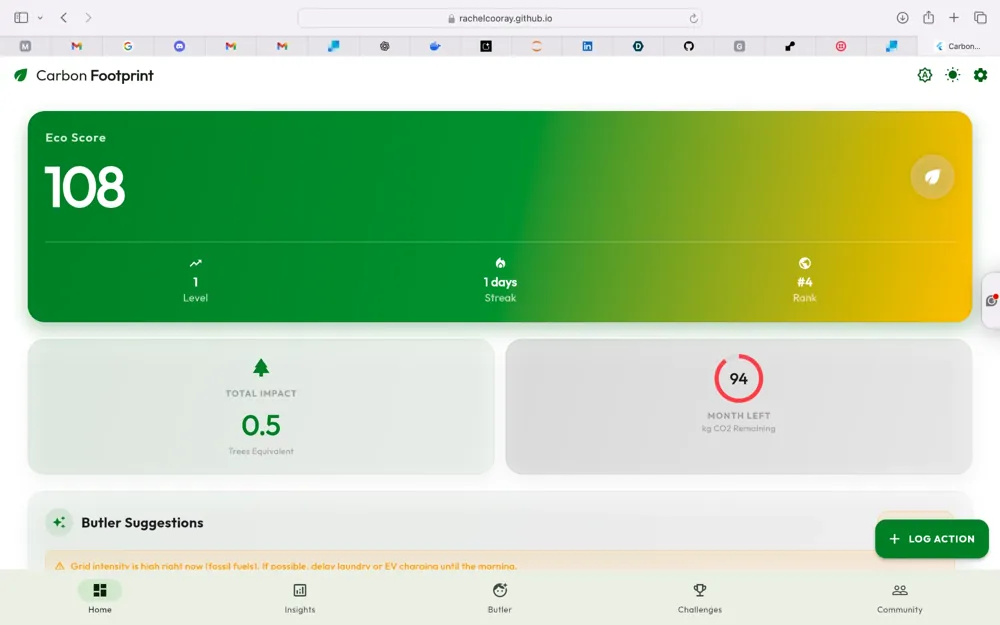 rachelcooray.github.io
Carbon...
Carbon Footprint
Eco Score
108
1
Level
1 days
Streak
#4
Rank
TOTAL IMPACT
0.5
Trees Equivalent
94
MONTH LEFT
kg CO2 Remaining
Butler Suggestions
Grid intensity is high right now (fossil fuels). If possible, delay laundry or EV charging until the morning.
+ LOG ACTION
Home
Insights
Butler
Challenges
Community